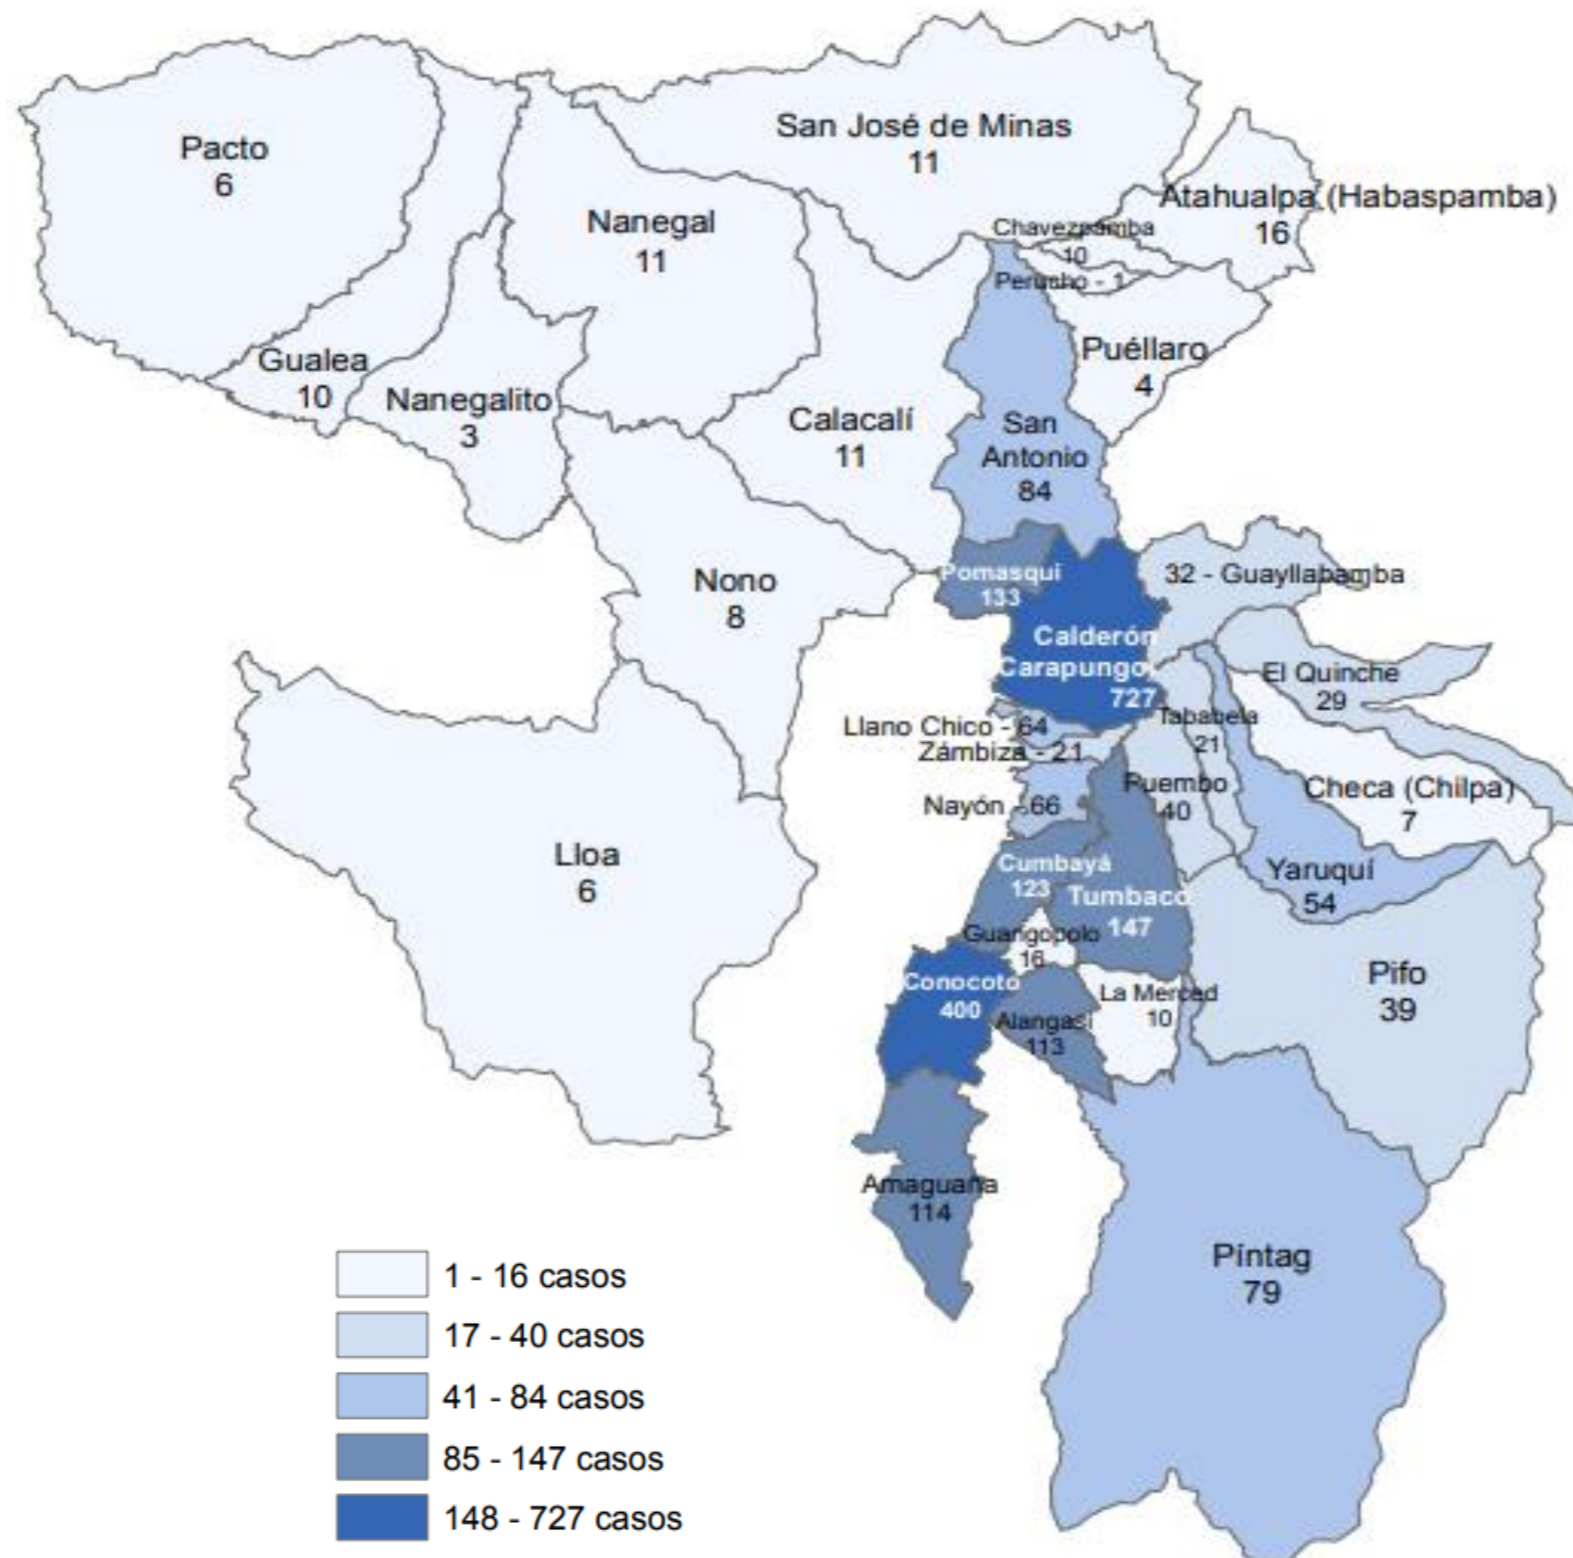 Pacto
6
San José de Minas
11
Atahualpa (Habaspamba)
16
Nanegal
11
Chavezpamba
10
Perucho - 1
Puéllaro
4
Gualea
10
Nanegalito
3
Calacalí
11
San
Antonio
84
Nono
8
Pomasqui
133
32 - Guayllabamba
Calderón
Carapungo)
727
El Quinche
29
Llano Chico - 64
Zámbiza - 21
Tababela
21
Nayón - 66
Puembo
40
Checa (Chilpa)
7
Lloa
6
Cumbayá
123
Tumbaco
147
Yaruquí
54
Guangopolo
16
Conocoto
400
Alangasí
113
La Merced
10
Pifo
39
Amaguaña
114
Píntag
79
1 - 16 casos
17 - 40 casos
41 - 84 casos
85 - 147 casos
148 - 727 casos